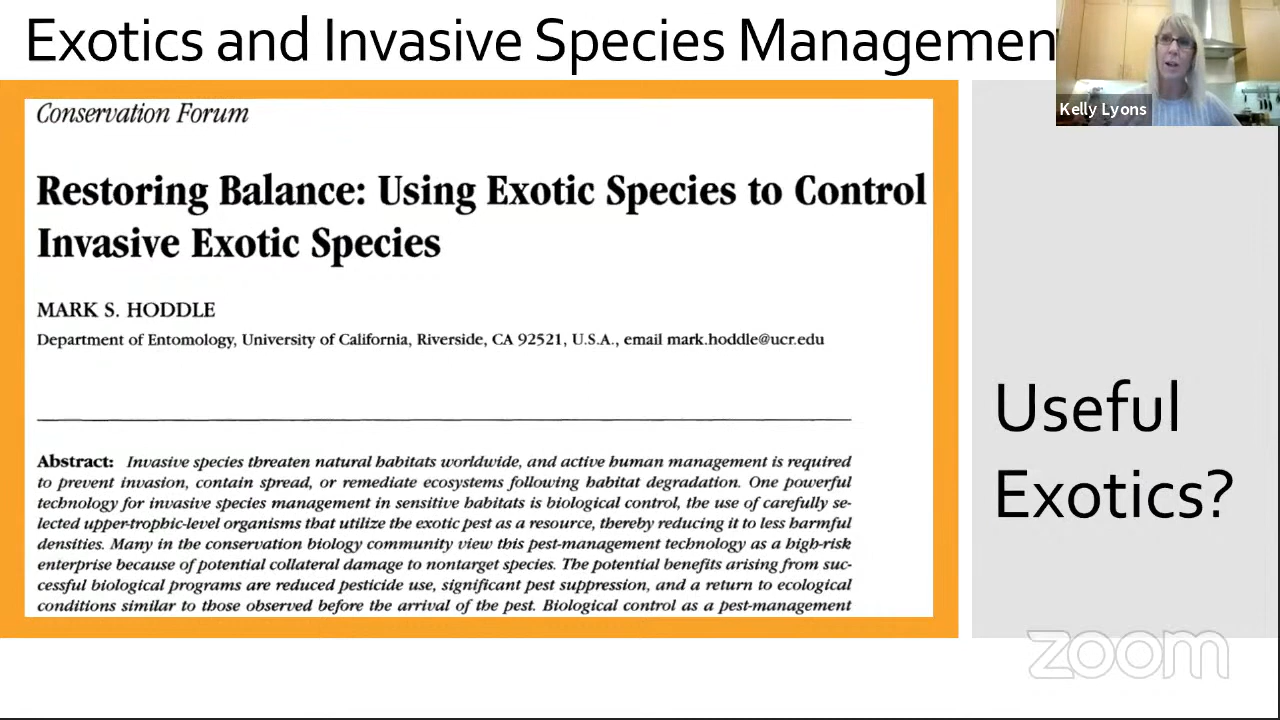 Exotics and Invasive Species Managemen
Kelly Lyons
Conservation Forum
Restoring Balance: Using Exotic Species to Control
Invasive Exotic Species
MARK S. HODDLE
Department of Entomology, University of California, Riverside, CA 92521, U.S.A., email mark.hoddle@ucr.edu
Abstract: Invasive species threaten natural habitats worldwide, and active human management is required
to prevent invasion, contain spread, or remediate ecosystems following habitat degradation. One powerful
technology for invasive species management in sensitive habitats is biological control, the use of carefully se-
lected upper-trophic-level organisms that utilize the exotic pest as a resource, thereby reducing it to less harmful
densities. Many in the conservation biology community view this pest-management technology as a high-risk
enterprise because of potential collateral damage to nontarget species. The potential benefits arising from suc-
cessful biological programs are reduced pesticide use, significant pest suppression, and a return to ecological
conditions similar to those observed before the arrival of the pest. Biological control as a pest-management
Useful
Exotics?
zoom